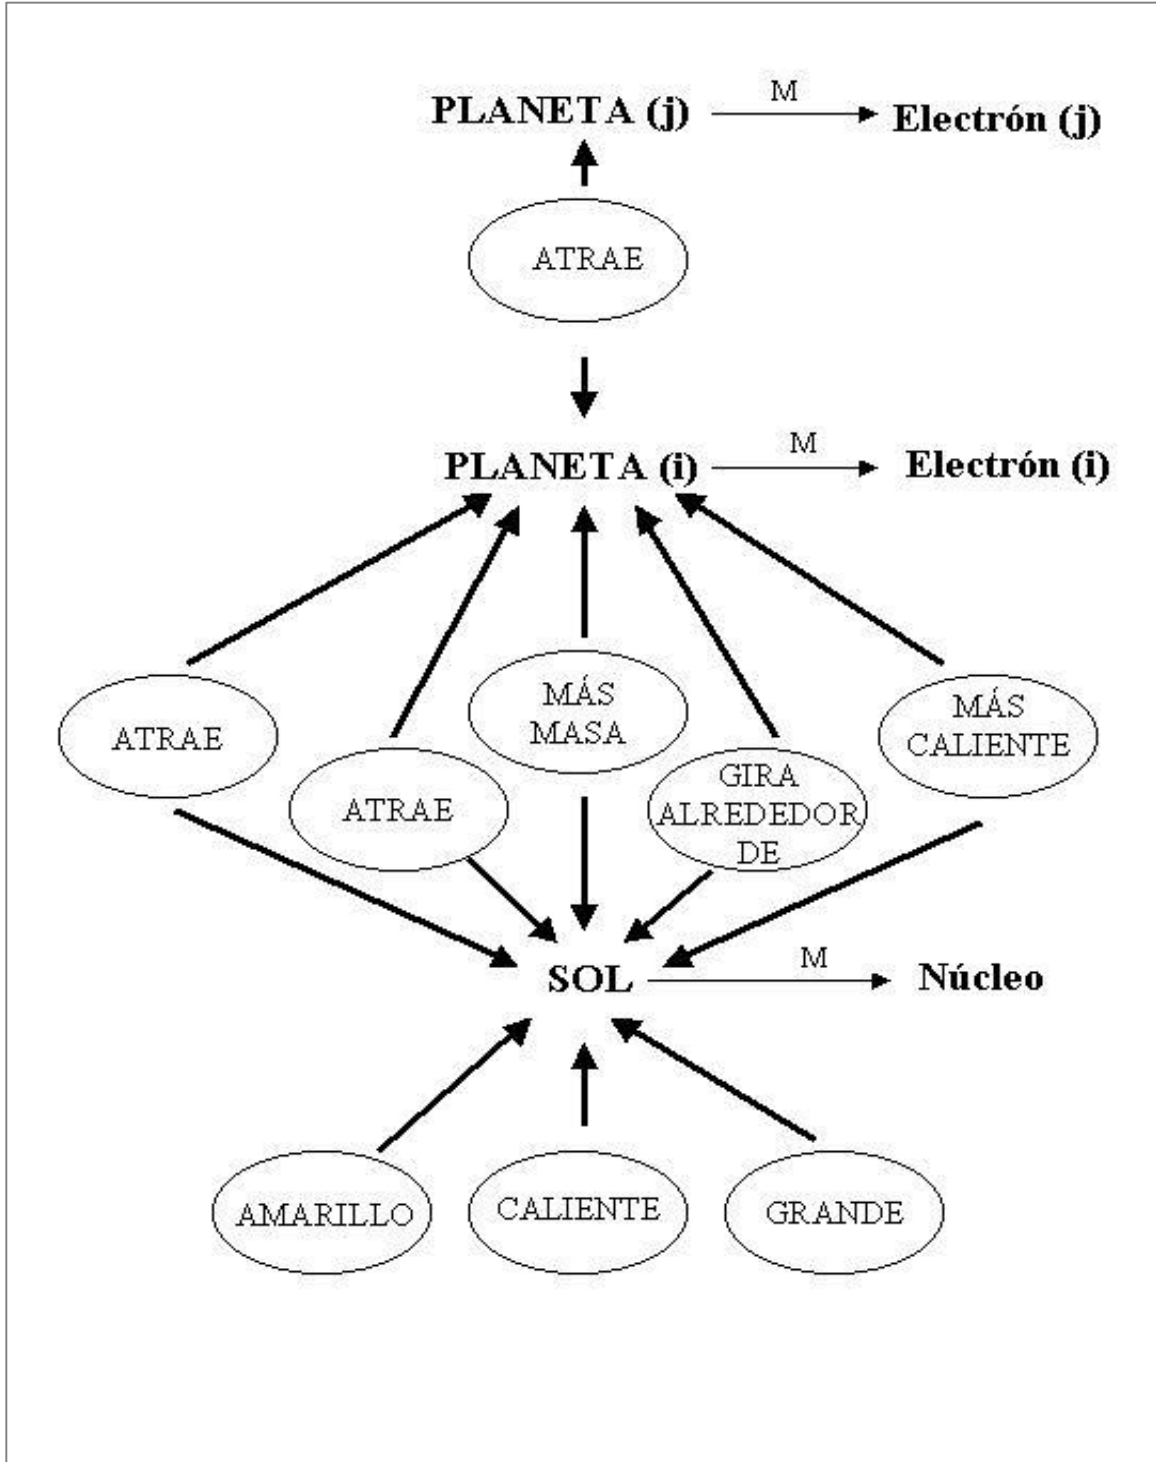 M
PLANETA (j)
Electrón (j)
ATRAE
M
PLANETA (i)
Electrón (i)
MÁS
MASA
MÁS
CALIENTE
ATRAE
ATRAE
GIRA
ALREDEDOR
DE
M
SOL
Núcleo
AMARILLO
CALIENTE
GRANDE